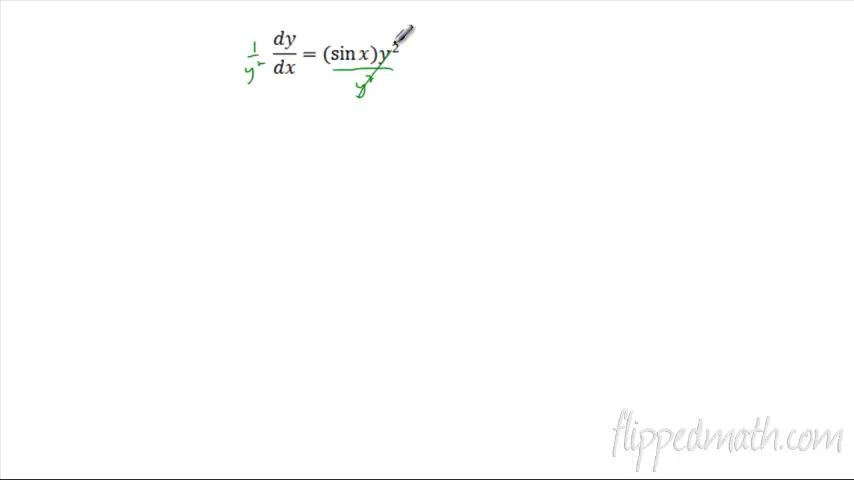 1/y² dy/dx = (sin x)y²
y²
flippedmath.com